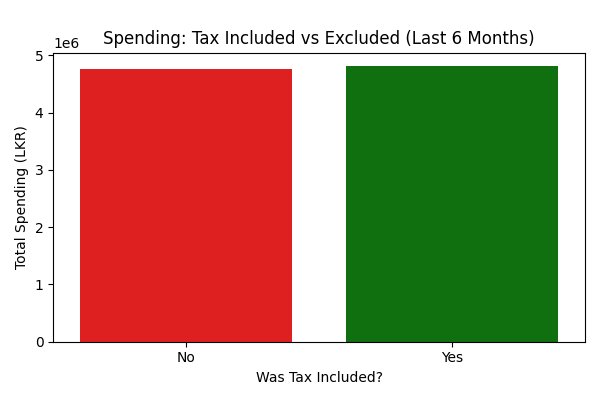 Spending: Tax Included vs Excluded (Last 6 Months)
1e6
5
4
3
2
1
0
Total Spending (LKR)
No
Yes
Was Tax Included?